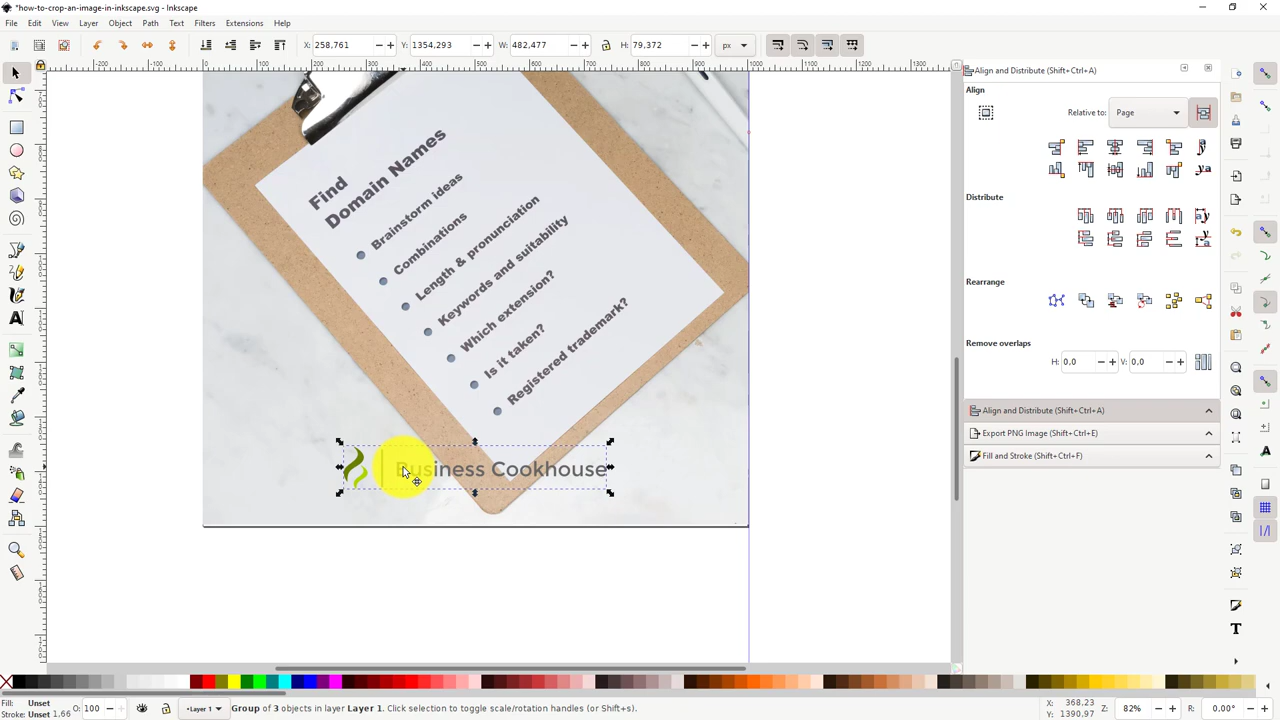 *how-to-crop-an-image-in-inkscape.svg - Inkscape
File Edit View Layer Object Path Text Filters Extensions Help
X: 258,761 Y: 1354,293 W: 482,477 H: 79,372 px
Align and Distribute (Shift+Ctrl+A)
Align
Relative to: Page
Distribute
Rearrange
Remove overlaps
H: 0.0 V: 0.0
Align and Distribute (Shift+Ctrl+A)
Export PNG Image (Shift+Ctrl+E)
Fill and Stroke (Shift+Ctrl+F)
Find
Domain Names
Brainstorm ideas
Combinations
Length & pronunciation
Keywords and suitability
Which extension?
Is it taken?
Registered trademark?
Business Cookhouse
Fill: Unset
Stroke: Unset 1.66
O: 100
Layer 1
Group of 3 objects in layer Layer 1. Click selection to toggle scale/rotation handles (or Shift+s).
X: 368.23
Y: 1390.97
Z: 82%
R: 0.00°